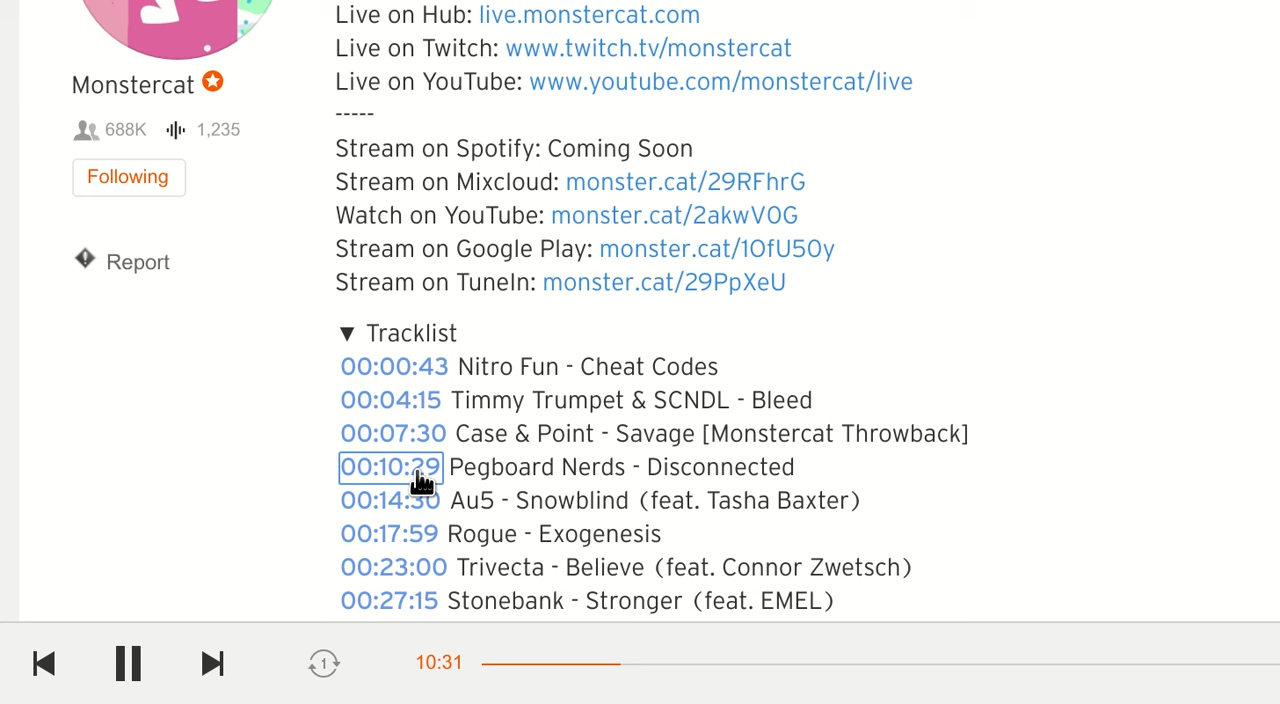 Live on Hub: live.monstercat.com
Live on Twitch: www.twitch.tv/monstercat
Live on YouTube: www.youtube.com/monstercat/live
-----
Monstercat
688K 1,235
Following
Report
Stream on Spotify: Coming Soon
Stream on Mixcloud: monster.cat/29RFhrG
Watch on YouTube: monster.cat/2akwV0G
Stream on Google Play: monster.cat/1OfU50y
Stream on TuneIn: monster.cat/29PpXeU
▼ Tracklist
00:00:43 Nitro Fun - Cheat Codes
00:04:15 Timmy Trumpet & SCNDL - Bleed
00:07:30 Case & Point - Savage [Monstercat Throwback]
00:10:29 Pegboard Nerds - Disconnected
00:14:30 Au5 - Snowblind (feat. Tasha Baxter)
00:17:59 Rogue - Exogenesis
00:23:00 Trivecta - Believe (feat. Connor Zwetsch)
00:27:15 Stonebank - Stronger (feat. EMEL)
1
10:31